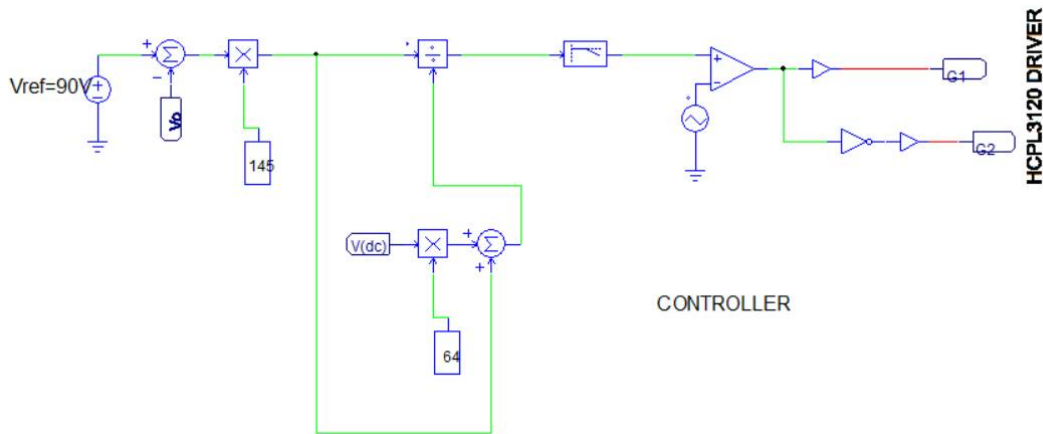 Vref=90V
Vo
145
V(dc)
64
G1
G2
HCPL3120 DRIVER
CONTROLLER